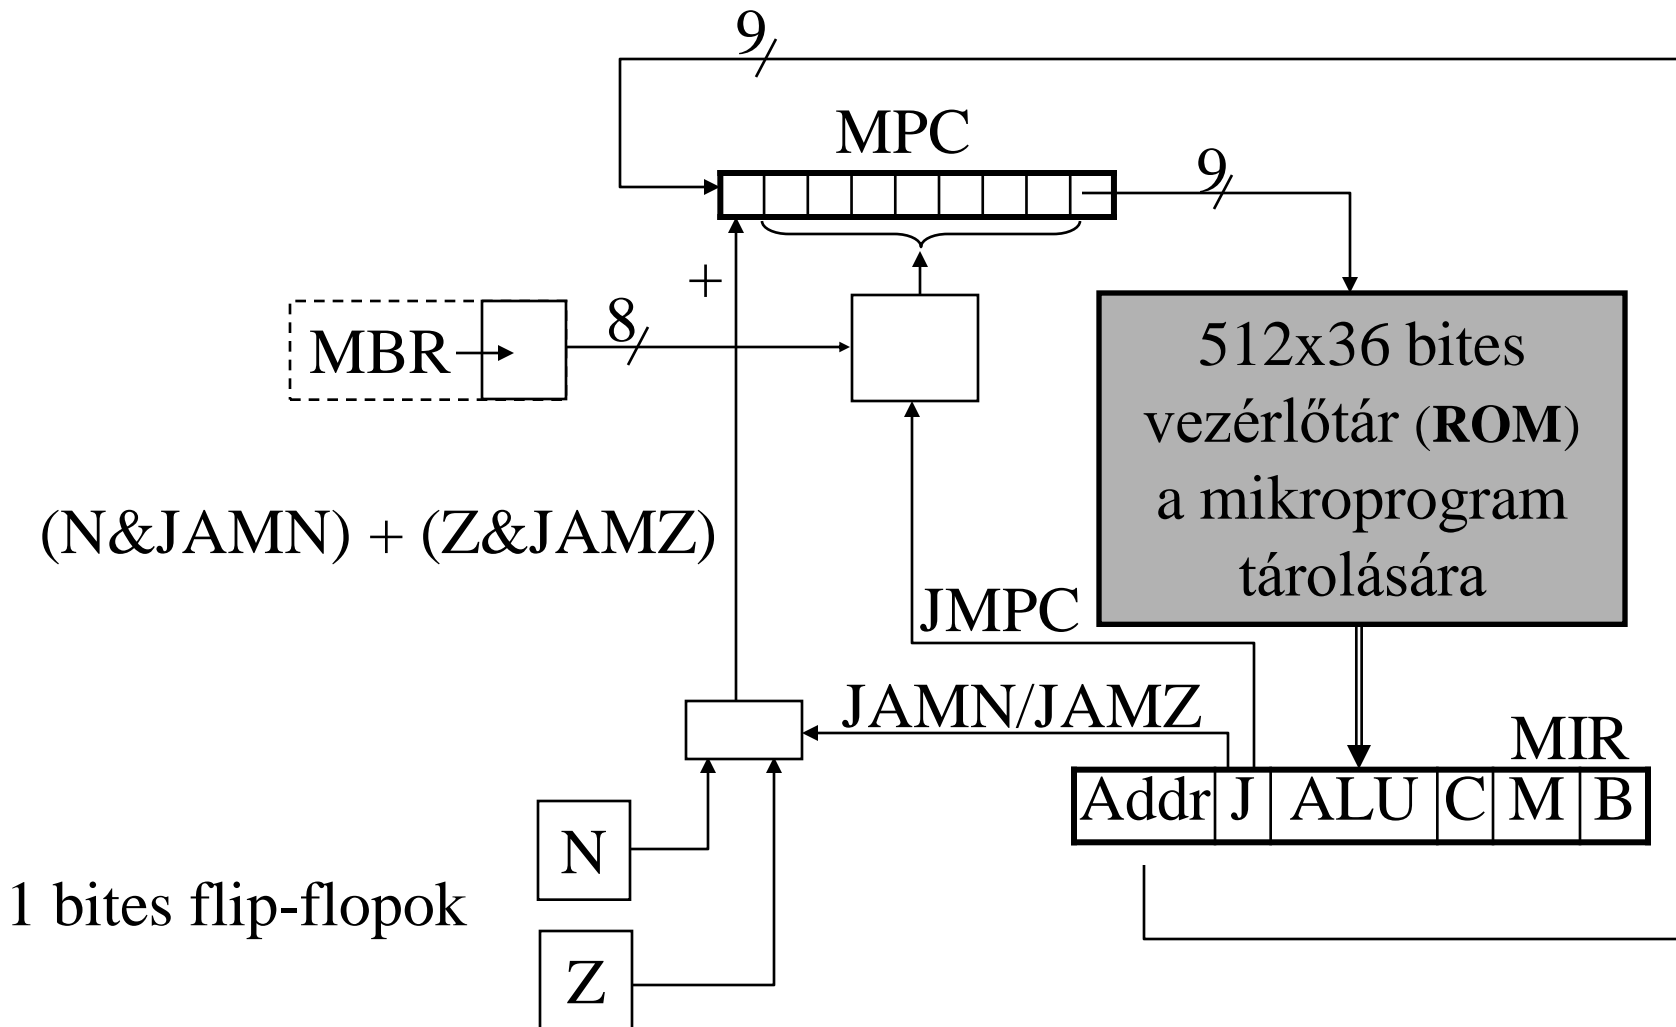 9
MPC
9
+
MBR
8
512x36 bites
vezérlőtár (ROM)
a mikroprogram
tárolására
(N&JAMN) + (Z&JAMZ)
JMPC
JAMN/JAMZ
MIR
Addr J ALU C M B
N
1 bites flip-flopok
Z